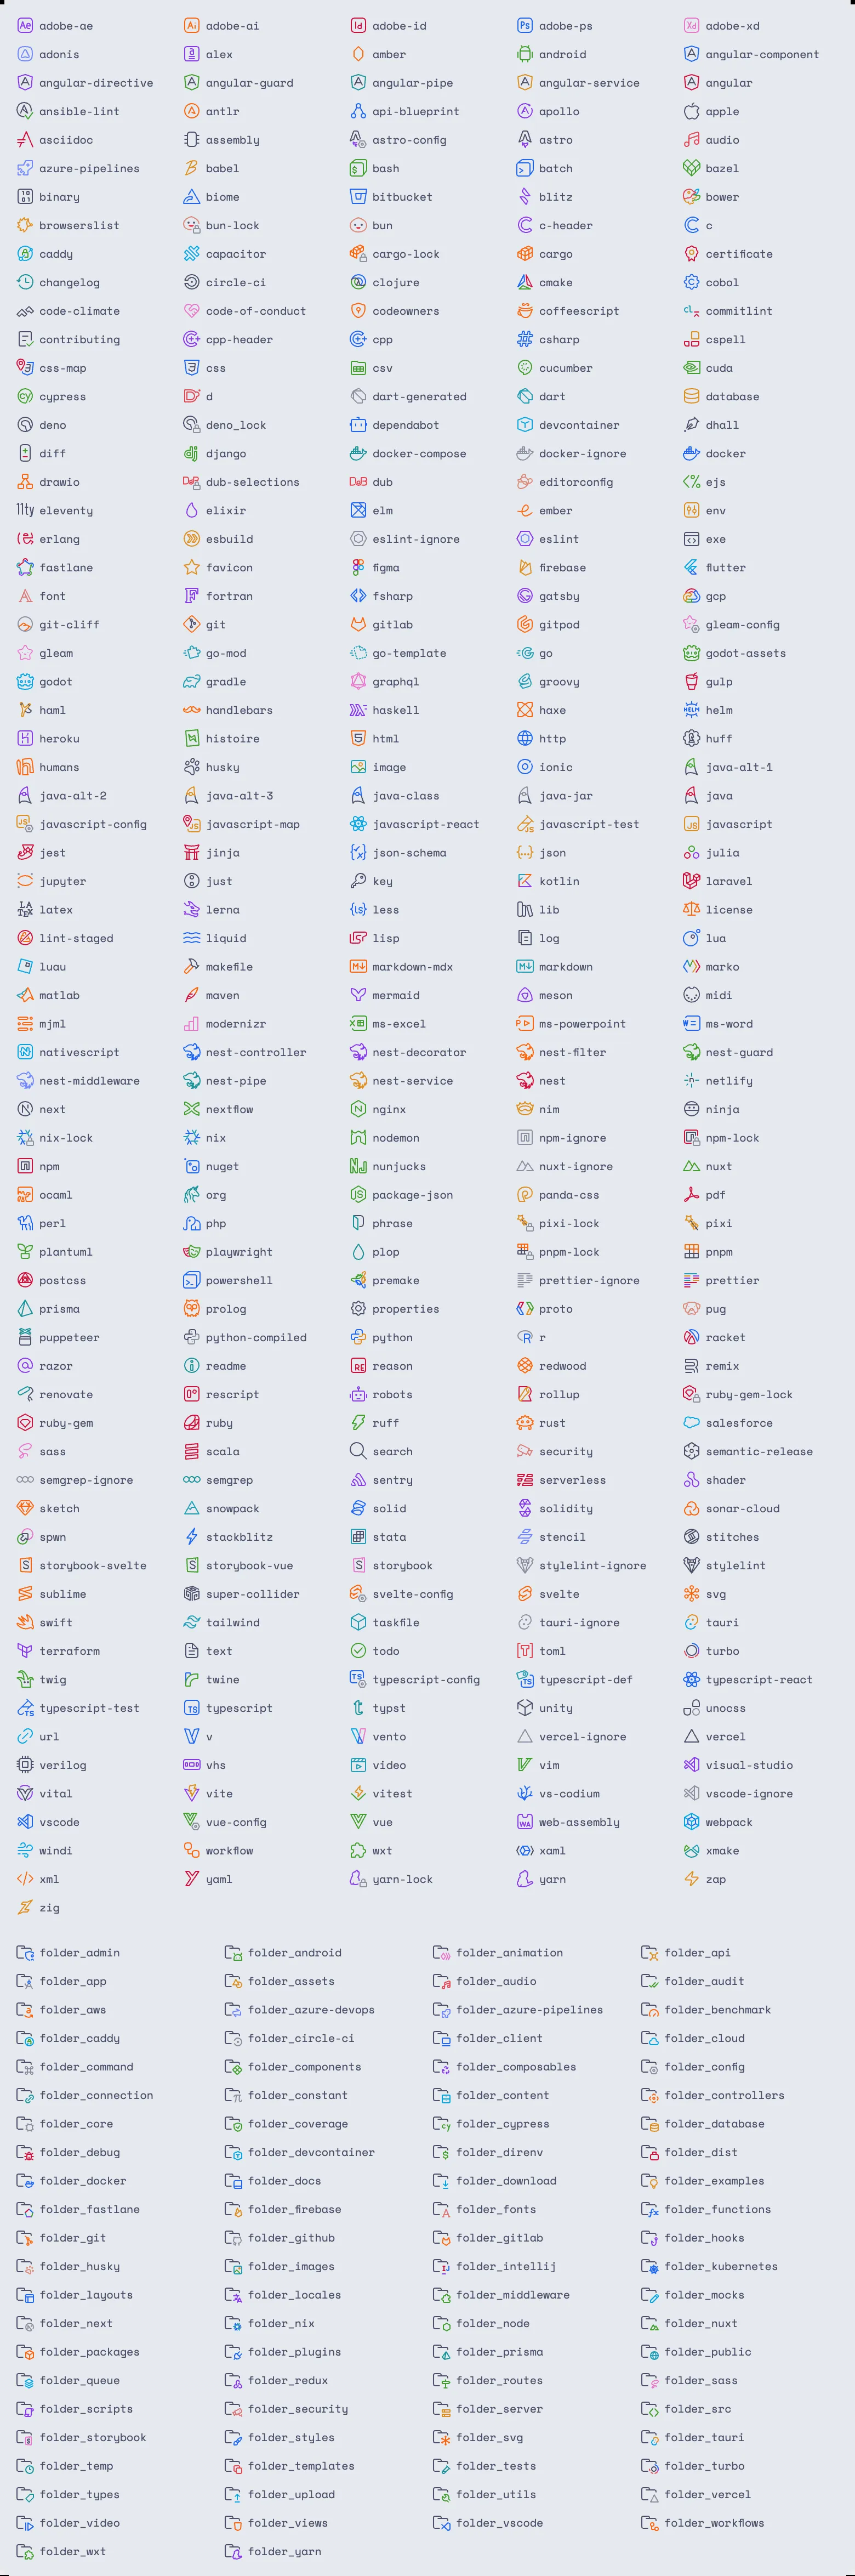 adobe-ae adobe-ai adobe-id adobe-ps adobe-xd
adonis alex amber android angular-component
angular-directive angular-guard angular-pipe angular-service angular
ansible-lint antlr api-blueprint apollo apple
asciidoc assembly astro-config astro audio
azure-pipelines babel bash batch bazel
binary biome bitbucket blitz bower
browserslist bun-lock bun c-header c
caddy capacitor cargo-lock cargo certificate
changelog circle-ci clojure cmake cobol
code-climate code-of-conduct codeowners coffeescript commitlint
contributing cpp-header cpp csharp cspell
css-map css csv cucumber cuda
cypress d dart-generated dart database
deno deno_lock dependabot devcontainer dhall
diff django docker-compose docker-ignore docker
drawio dub-selections dub editorconfig ejs
eleventy elixir elm ember env
erlang esbuild eslint-ignore eslint exe
fastlane favicon figma firebase flutter
font fortran fsharp gatsby gcp
git-cliff git gitlab gitpod gleam-config
gleam go-mod go-template go godot-assets
godot gradle graphql groovy gulp
haml handlebars haskell haxe helm
heroku histoire html http huff
humans husky image ionic java-alt-1
java-alt-2 java-alt-3 java-class java-jar java
javascript-config javascript-map javascript-react javascript-test javascript
jest jinja json-schema json julia
jupyter just key kotlin laravel
latex lerna less lib license
lint-staged liquid lisp log lua
luau makefile markdown-mdx markdown marko
matlab maven mermaid meson midi
mjml modernizr ms-excel ms-powerpoint ms-word
nativescript nest-controller nest-decorator nest-filter nest-guard
nest-middleware nest-pipe nest-service nest netlify
next nextflow nginx nim ninja
nix-lock nix nodemon npm-ignore npm-lock
npm nuget nunjucks nuxt-ignore nuxt
ocaml org package-json panda-css pdf
perl php phrase pixi-lock pixi
plantuml playwright plop pnpm-lock pnpm
postcss powershell premake prettier-ignore prettier
prisma prolog properties proto pug
puppeteer python-compiled python r racket
razor readme reason redwood remix
renovate rescript robots rollup ruby-gem-lock
ruby-gem ruby ruff rust salesforce
sass scala search security semantic-release
semgrep-ignore semgrep sentry serverless shader
sketch snowpack solid solidity sonar-cloud
spwn stackblitz stata stencil stitches
storybook-svelte storybook-vue storybook stylelint-ignore stylelint
sublime super-collider svelte-config svelte svg
swift tailwind taskfile tauri-ignore tauri
terraform text todo toml turbo
twig twine typescript-config typescript-def typescript-react
typescript-test typescript typst unity unocss
url v vento vercel-ignore vercel
verilog vhs video vim visual-studio
vital vite vitest vs-codium vscode-ignore
vscode vue-config vue web-assembly webpack
windi workflow wxt xaml xmake
xml yaml yarn-lock yarn zap
zig
folder_admin folder_android folder_animation folder_api
folder_app folder_assets folder_audio folder_audit
folder_aws folder_azure-devops folder_azure-pipelines folder_benchmark
folder_caddy folder_circle-ci folder_client folder_cloud
folder_command folder_components folder_composables folder_config
folder_connection folder_constant folder_content folder_controllers
folder_core folder_coverage folder_cypress folder_database
folder_debug folder_devcontainer folder_direnv folder_dist
folder_docker folder_docs folder_download folder_examples
folder_fastlane folder_firebase folder_fonts folder_functions
folder_git folder_github folder_gitlab folder_hooks
folder_husky folder_images folder_intellij folder_kubernetes
folder_layouts folder_locales folder_middleware folder_mocks
folder_next folder_nix folder_node folder_nuxt
folder_packages folder_plugins folder_prisma folder_public
folder_queue folder_redux folder_routes folder_sass
folder_scripts folder_security folder_server folder_src
folder_storybook folder_styles folder_svg folder_tauri
folder_temp folder_templates folder_tests folder_turbo
folder_types folder_upload folder_utils folder_vercel
folder_video folder_views folder_vscode folder_workflows
folder_wxt folder_yarn